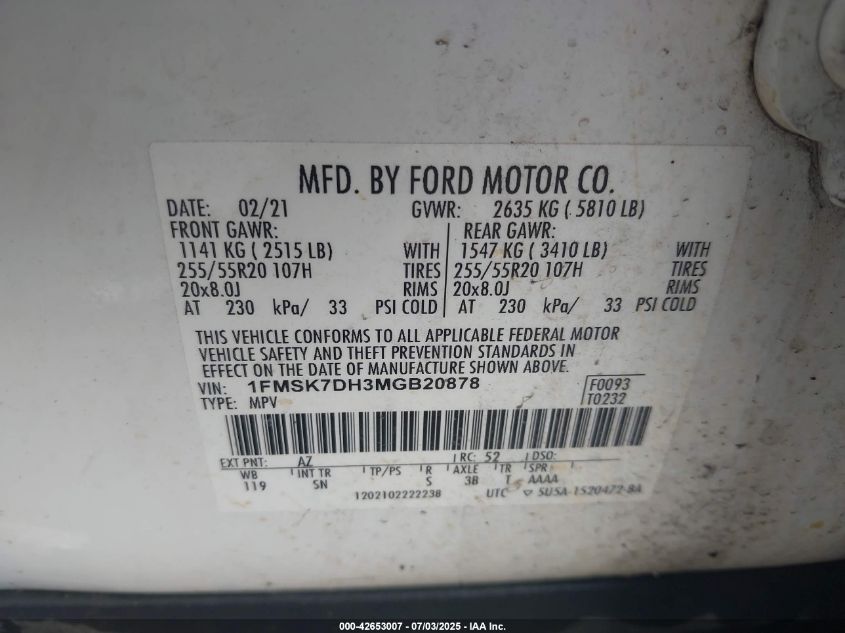 MFD. BY FORD MOTOR CO.
DATE: 02/21 GVWR: 2635 KG ( 5810 LB)
FRONT GAWR: REAR GAWR:
1141 KG ( 2515 LB) WITH 1547 KG ( 3410 LB) WITH
255/55R20 107H TIRES 255/55R20 107H TIRES
20x8.0J RIMS 20x8.0J RIMS
AT 230 kPa/ 33 PSI COLD AT 230 kPa/ 33 PSI COLD
THIS VEHICLE CONFORMS TO ALL APPLICABLE FEDERAL MOTOR
VEHICLE SAFETY AND THEFT PREVENTION STANDARDS IN
EFFECT ON THE DATE OF MANUFACTURE SHOWN ABOVE.
VIN: 1FMSK7DH3MGB20878 F0093
TYPE: MPV T0232
EXT PNT: AZ RC: 52 DSO:
WB INT TR TP/PS R AXLE TR SPR
119 SN S 3B T AAAA
1202102222238 UTC ▽ 5U5A-1520472-BA
000-42653007 - 07/03/2025 - IAA Inc.